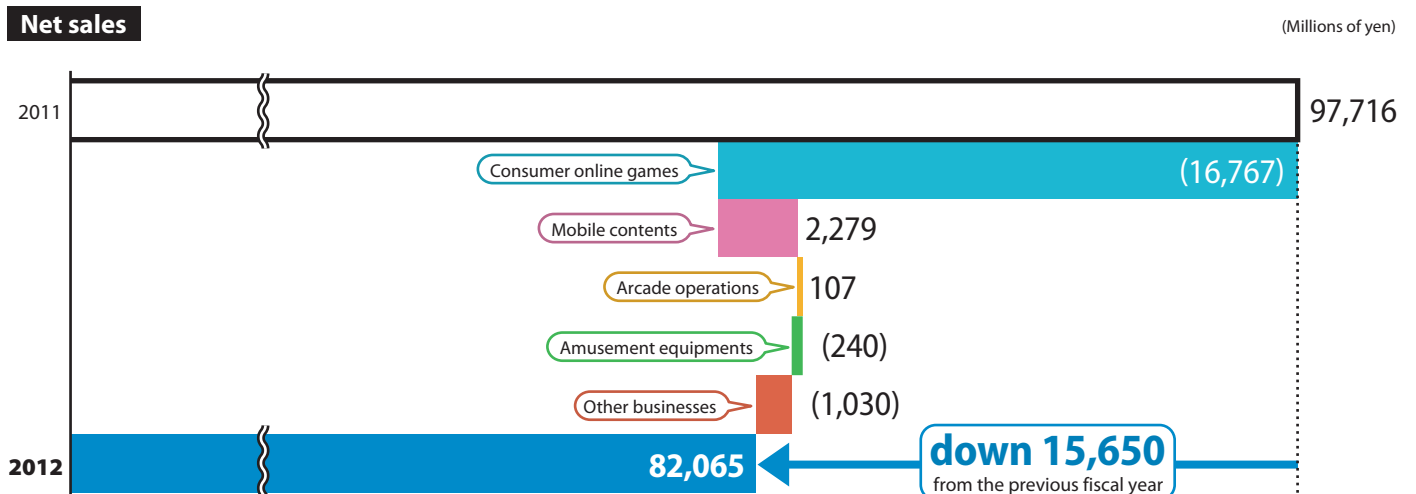 Net sales
(Millions of yen)
2011
97,716
Consumer online games
(16,767)
Mobile contents
2,279
Arcade operations
107
Amusement equipments
(240)
Other businesses
(1,030)
2012
82,065
down 15,650
from the previous fiscal year